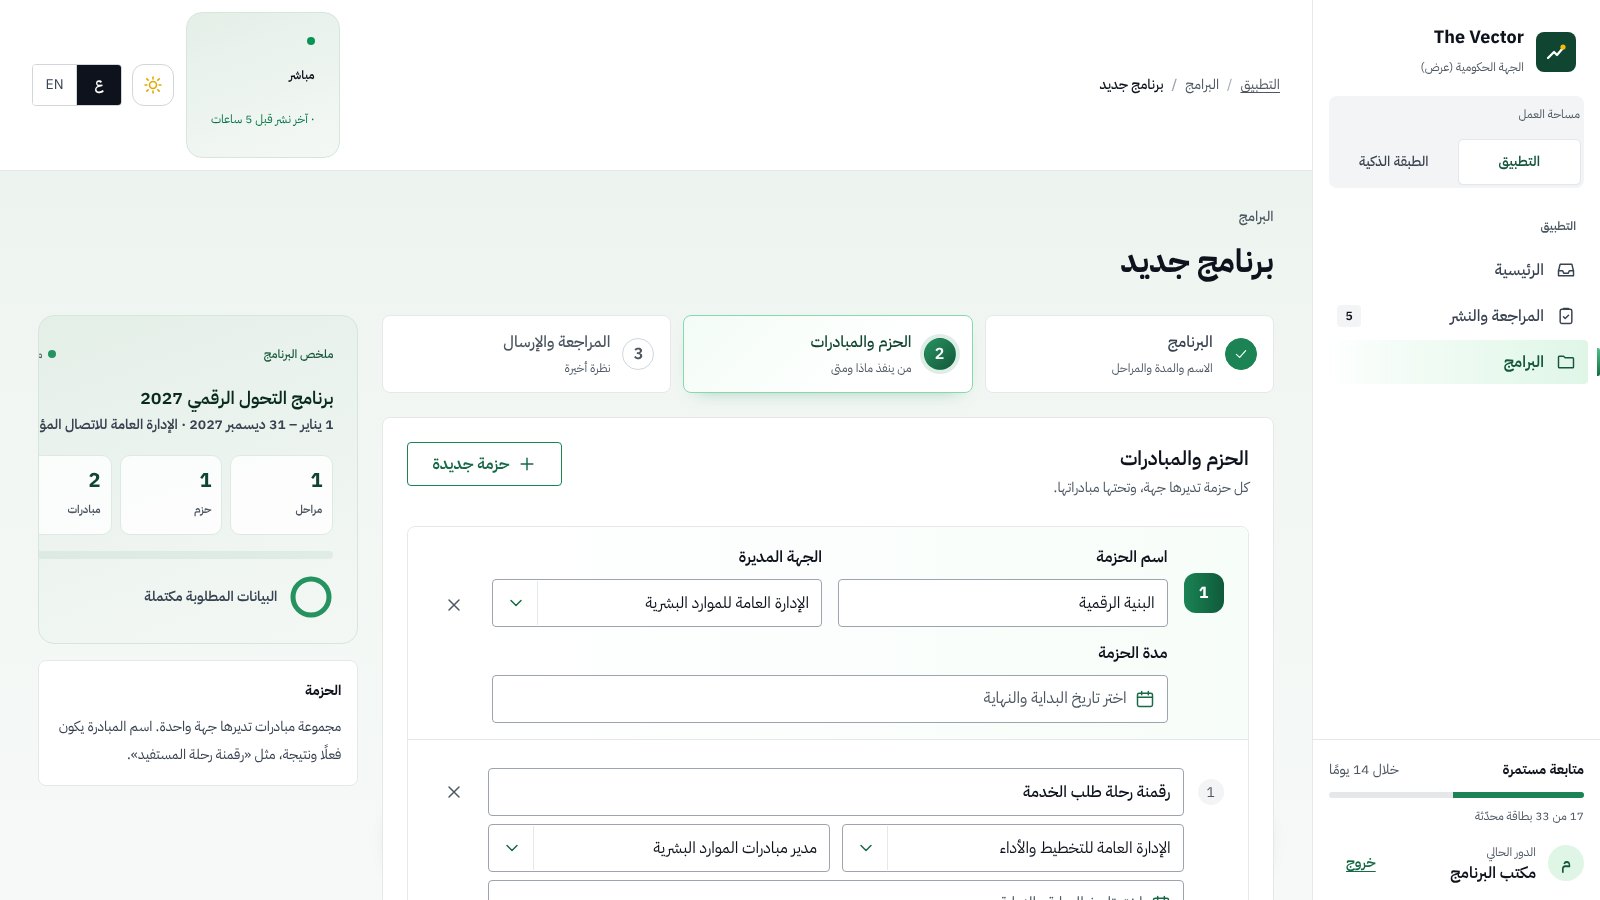 The Vector
الجهة الحكومية (عرض)
مساحة العمل
التطبيق
الطبقة الذكية
التطبيق
الرئيسية
المراجعة والنشر
5
البرامج
متابعة مستمرة
خلال 14 يومًا
17 من 33 بطاقة محدّثة
م
الدور الحالي
مكتب البرنامج
خروج
التطبيق / البرامج / برنامج جديد
مباشر
· آخر نشر قبل 5 ساعات
ع
EN
البرامج
برنامج جديد
البرنامج
الاسم والمدة والمراحل
2
الحزم والمبادرات
من ينفذ ماذا ومتى
3
المراجعة والإرسال
نظرة أخيرة
الحزم والمبادرات
كل حزمة تديرها جهة، وتحتها مبادراتها.
حزمة جديدة
1
اسم الحزمة
البنية الرقمية
الجهة المديرة
الإدارة العامة للموارد البشرية
مدة الحزمة
اختر تاريخ البداية والنهاية
1
رقمنة رحلة طلب الخدمة
الإدارة العامة للتخطيط والأداء
مدير مبادرات الموارد البشرية
ملخص البرنامج
برنامج التحول الرقمي 2027
1 يناير – 31 ديسمبر 2027 · الإدارة العامة للاتصال
1
مراحل
1
حزم
2
مبادرات
البيانات المطلوبة مكتملة
الحزمة
مجموعة مبادرات تديرها جهة واحدة. اسم المبادرة يكون
فعلًا ونتيجة، مثل «رقمنة رحلة المستفيد».